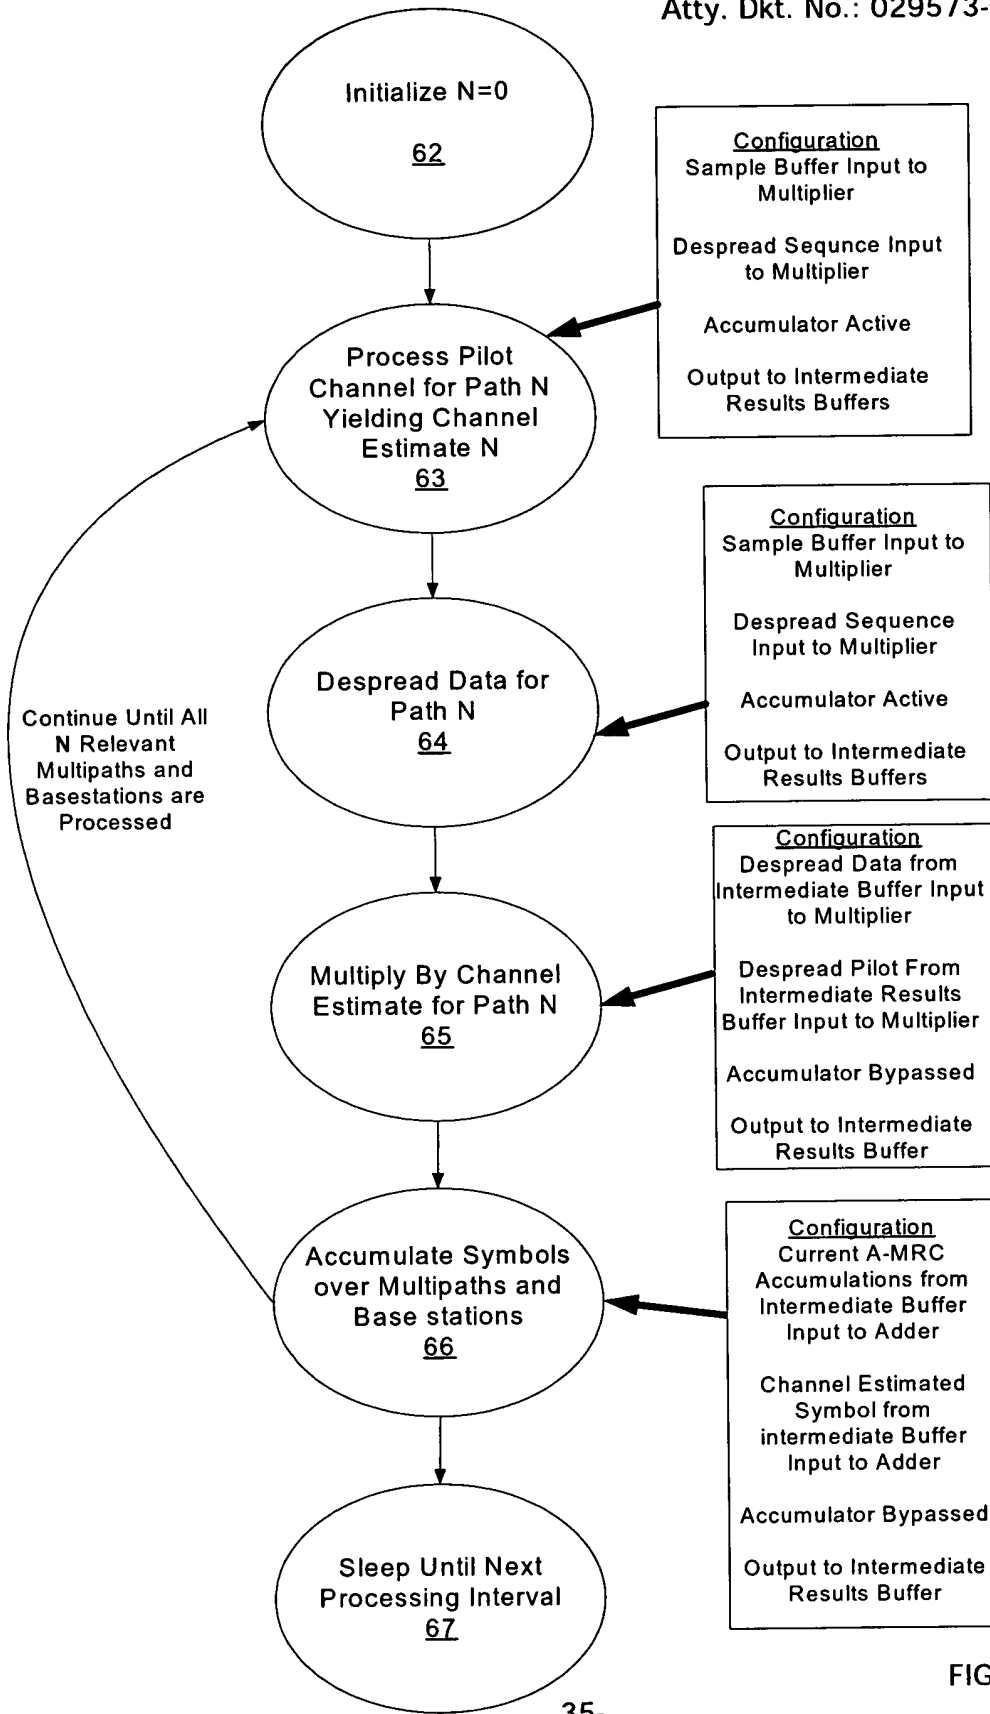 Atty. Dkt. No.: 029573-
Initialize N=0
62
Configuration
Sample Buffer Input to
Multiplier
Despread Sequnce Input
to Multiplier
Accumulator Active
Output to Intermediate
Results Buffers
Process Pilot
Channel for Path N
Yielding Channel
Estimate N
63
Configuration
Sample Buffer Input to
Multiplier
Despread Sequence
Input to Multiplier
Accumulator Active
Output to Intermediate
Results Buffers
Despread Data for
Path N
64
Continue Until All
N Relevant
Multipaths and
Basestations are
Processed
Configuration
Despread Data from
Intermediate Buffer Input
to Multiplier
Despread Pilot From
Intermediate Results
Buffer Input to Multiplier
Accumulator Bypassed
Output to Intermediate
Results Buffer
Multiply By Channel
Estimate for Path N
65
Configuration
Current A-MRC
Accumulations from
Intermediate Buffer
Input to Adder
Channel Estimated
Symbol from
intermediate Buffer
Input to Adder
Accumulator Bypassed
Output to Intermediate
Results Buffer
Accumulate Symbols
over Multipaths and
Base stations
66
Sleep Until Next
Processing Interval
67
FIG
35-